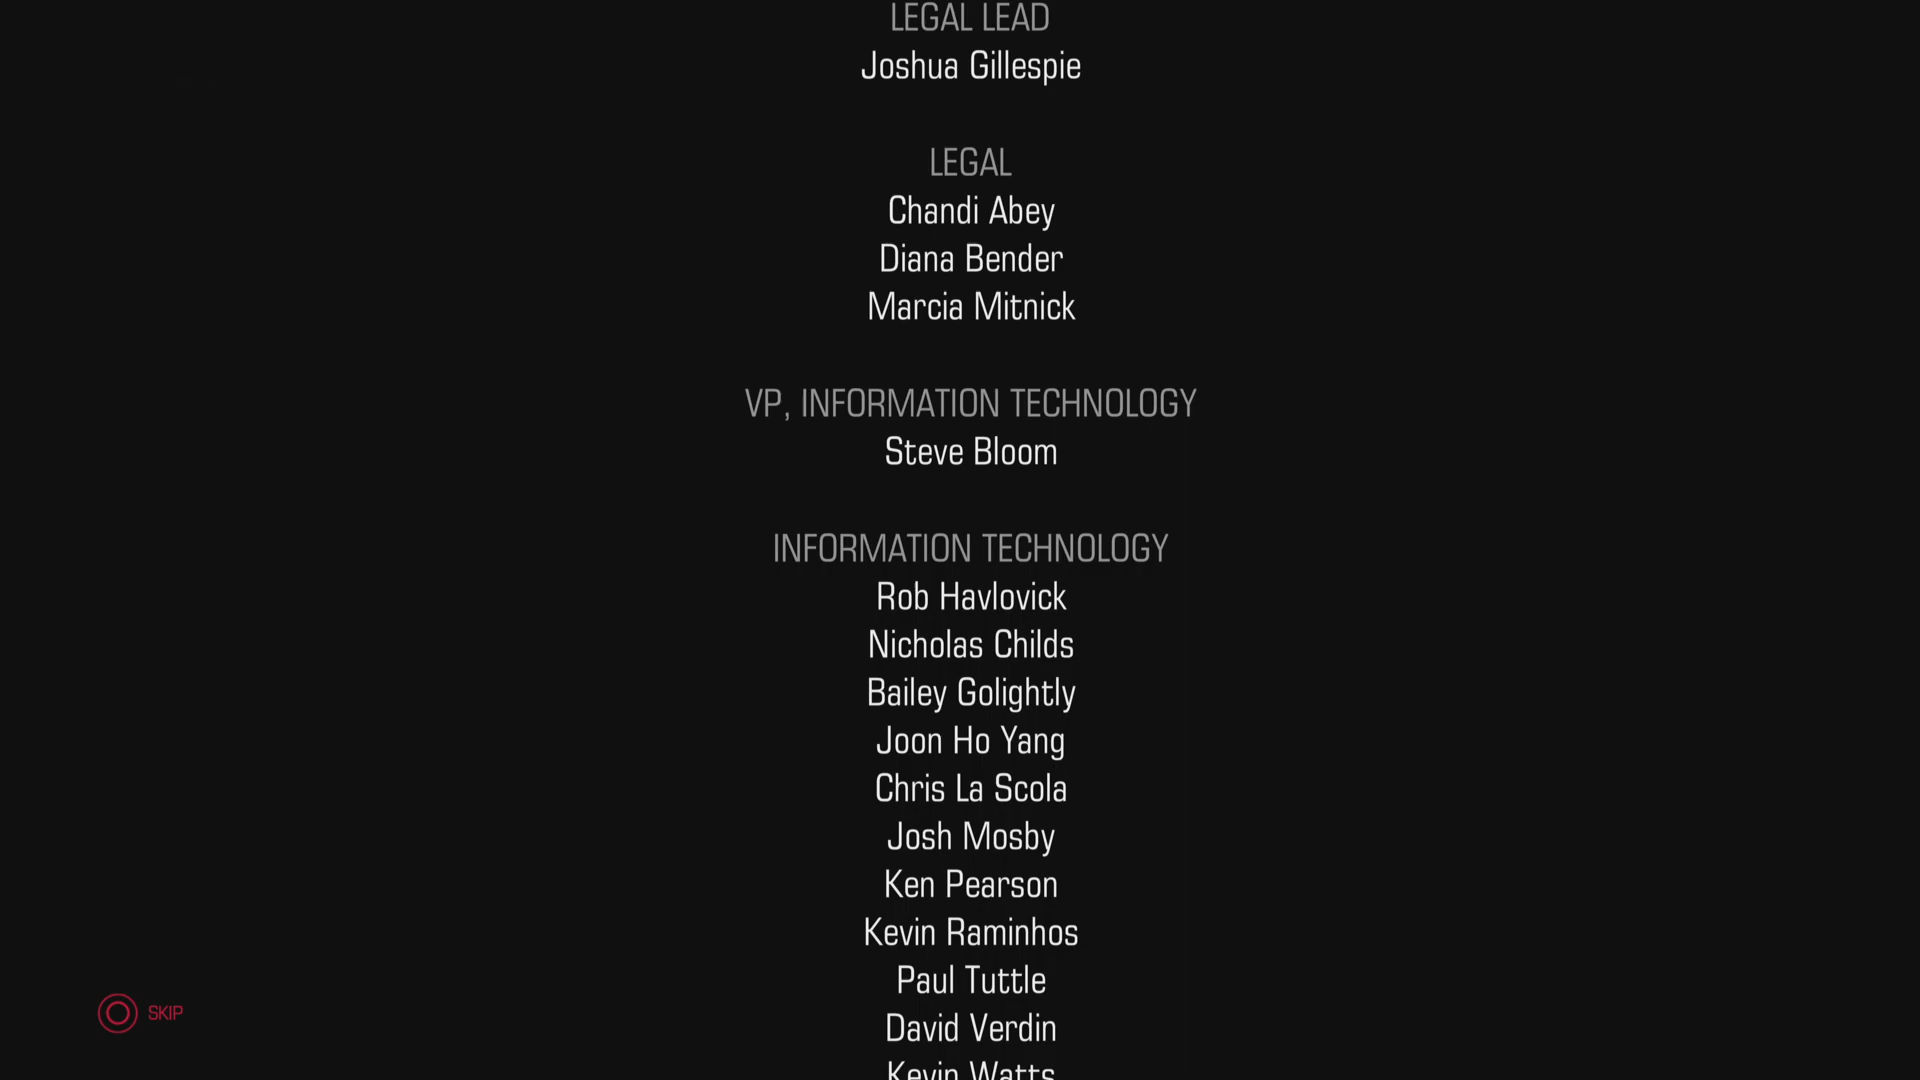 LEGAL LEAD
Joshua Gillespie
LEGAL
Chandi Abey
Diana Bender
Marcia Mitnick
VP, INFORMATION TECHNOLOGY
Steve Bloom
INFORMATION TECHNOLOGY
Rob Havlovick
Nicholas Childs
Bailey Golightly
Joon Ho Yang
Chris La Scola
Josh Mosby
Ken Pearson
Kevin Raminhos
Paul Tuttle
SKIP
David Verdin
Kevin Watts